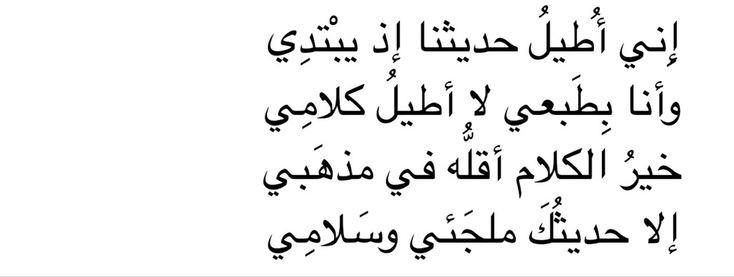 إِني أُطيلُ حديثنا إذ يبْتدِي
وأنا بِطَبعي لا أطيلُ كلامِي
خيرُ الكلام أقلُّه في مذهَبي
إلا حديثُكَ ملجَئي وسَلامِي